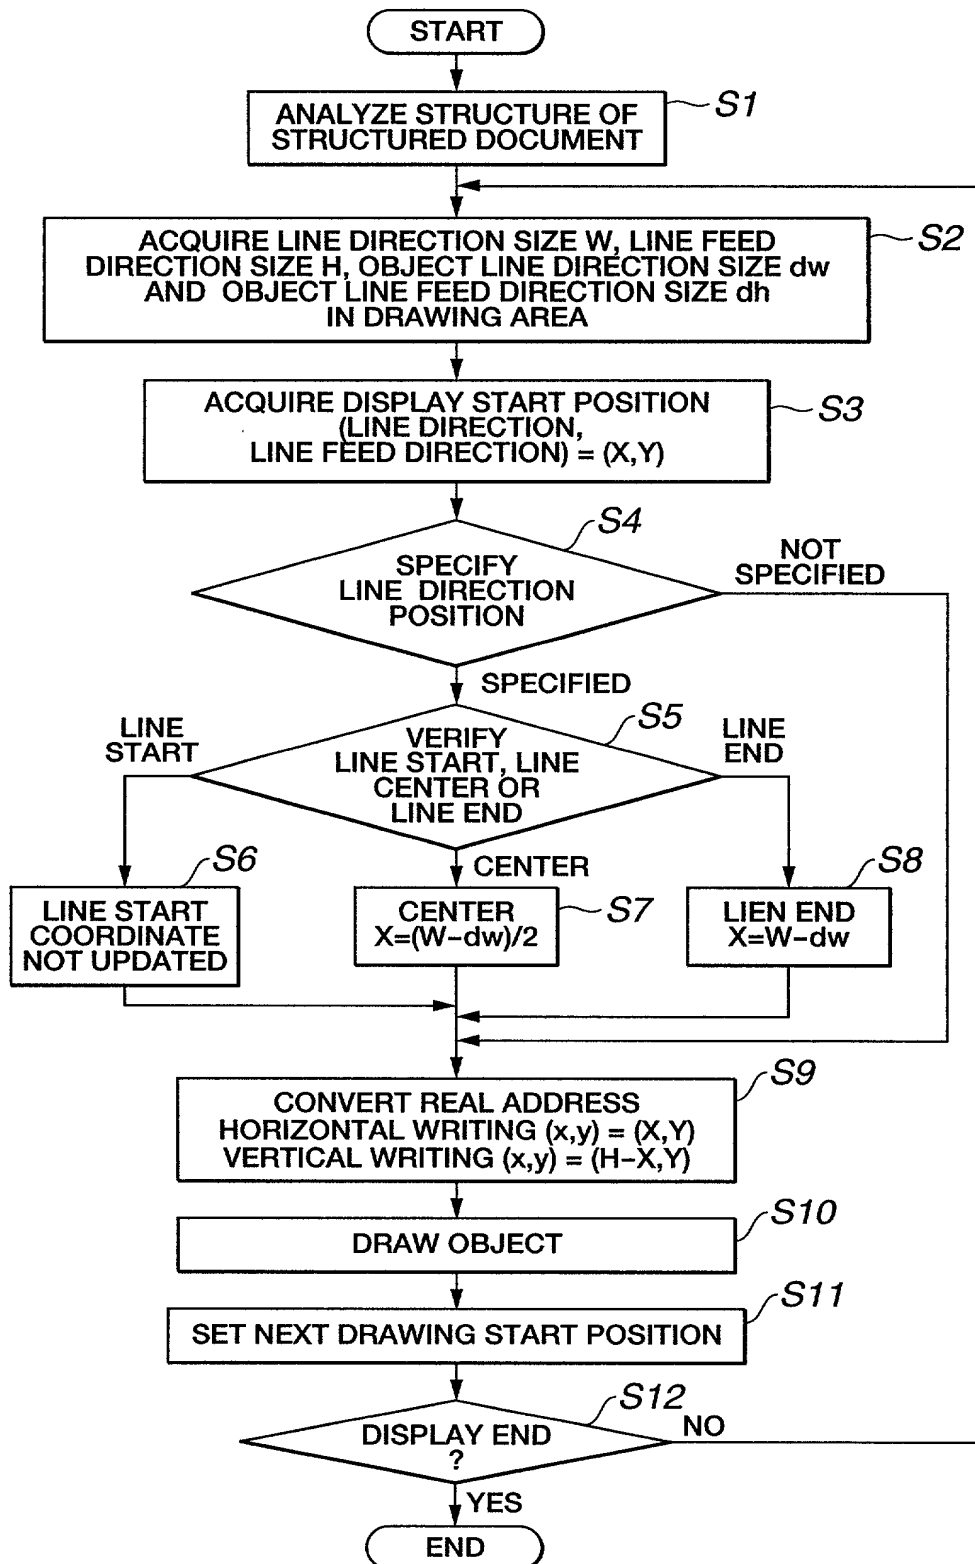 START
S1
ANALYZE STRUCTURE OF
STRUCTURED DOCUMENT
S2
ACQUIRE LINE DIRECTION SIZE W, LINE FEED
DIRECTION SIZE H, OBJECT LINE DIRECTION SIZE dw
AND OBJECT LINE FEED DIRECTION SIZE dh
IN DRAWING AREA
S3
ACQUIRE DISPLAY START POSITION
(LINE DIRECTION,
LINE FEED DIRECTION) = (X,Y)
S4
SPECIFY
LINE DIRECTION
POSITION
NOT
SPECIFIED
SPECIFIED
S5
VERIFY
LINE START, LINE
CENTER OR
LINE END
LINE
START
LINE
END
CENTER
S6
LINE START
COORDINATE
NOT UPDATED
S7
CENTER
X=(W-dw)/2
S8
LIEN END
X=W-dw
S9
CONVERT REAL ADDRESS
HORIZONTAL WRITING (x,y) = (X,Y)
VERTICAL WRITING (x,y) = (H-X,Y)
S10
DRAW OBJECT
S11
SET NEXT DRAWING START POSITION
S12
DISPLAY END
?
NO
YES
END